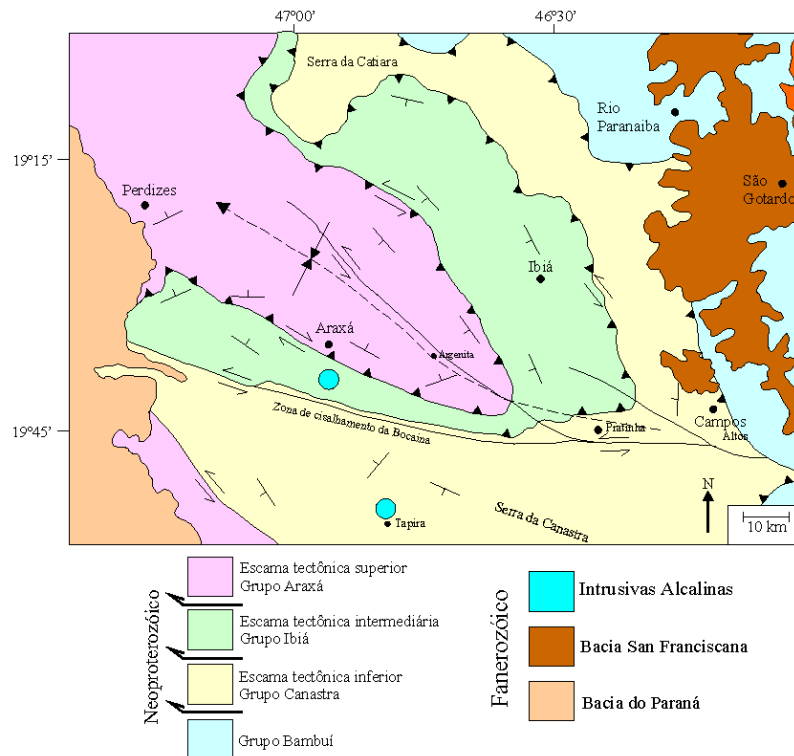 47°00'
46°30'
Serra da Catiara
Rio
Paranaiba
19°15'
São
Gotardo
Perdizes
Ibiá
Araxá
Argenita
Zona de cisalhamento da Bocaina
19°45'
Pratinha
Campos
Altos
Serra da Canastra
N
Tapira
10 km
Neoproterozóico
Escama tectônica superior
Grupo Araxá
Escama tectônica intermediária
Grupo Ibiá
Escama tectônica inferior
Grupo Canastra
Grupo Bambuí
Fanerozóico
Intrusivas Alcalinas
Bacia San Franciscana
Bacia do Paraná